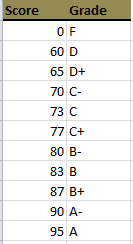 Score Grade
0 F
60 D
65 D+
70 C-
73 C
77 C+
80 B-
83 B
87 B+
90 A-
95 A